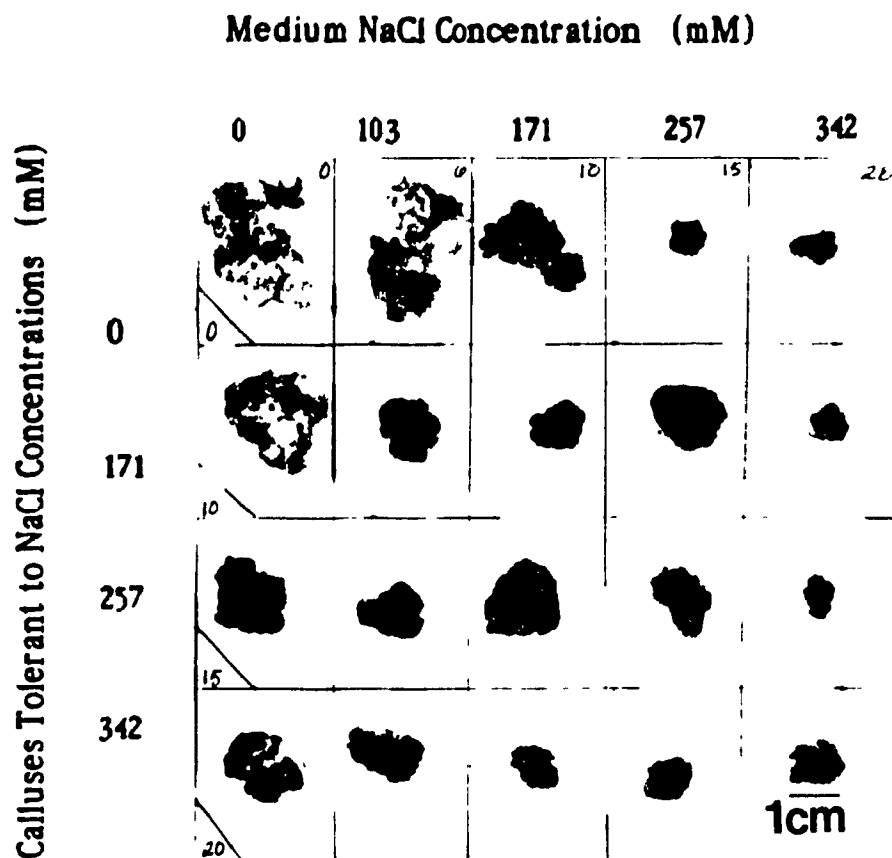 Medium NaCl Concentration (mM)
0 103 171 257 342
Calluses Tolerant to NaCl Concentrations (mM)
0 6 10 15
0
0
171
10
257
15
342
1cm
20